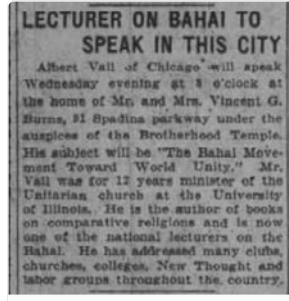 LECTURER ON BAHAI TO
SPEAK IN THIS CITY
Albert Vail of Chicago will speak
Wednesday evening at 8 o'clock at
the home of Mr. and Mrs. Vincent G.
Burns, 31 Spadina parkway under the
auspices of the Brotherhood Temple.
His subject will be "The Bahai Move-
ment Toward World Unity." Mr.
Vail was for 12 years minister of the
Unitarian church at the University
of Illinois. He is the author of books
on comparative religions and is now
one of the national lecturers on the
Bahai. He has addressed many clubs,
churches, colleges, New Thought and
labor groups throughout the country.